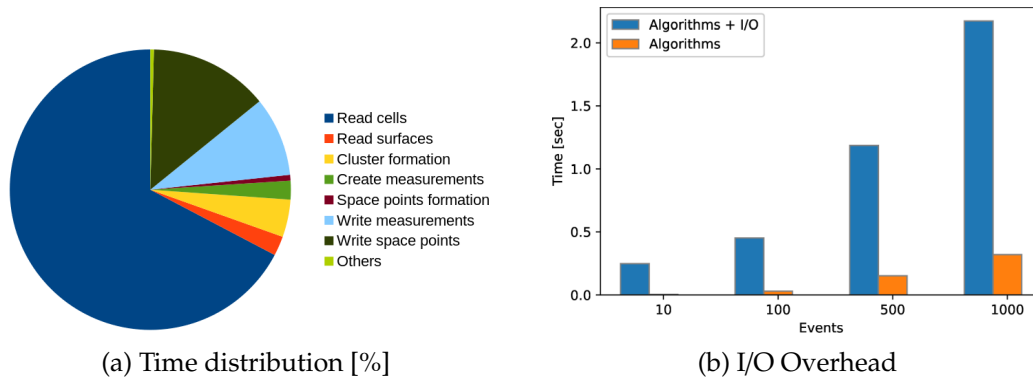 Read cells
Read surfaces
Cluster formation
Create measurements
Space points formation
Write measurements
Write space points
Others
(a) Time distribution [%]
Algorithms + I/O
Algorithms
Time [sec]
2.0
1.5
1.0
0.5
0.0
10 100 500 1000
Events
(b) I/O Overhead